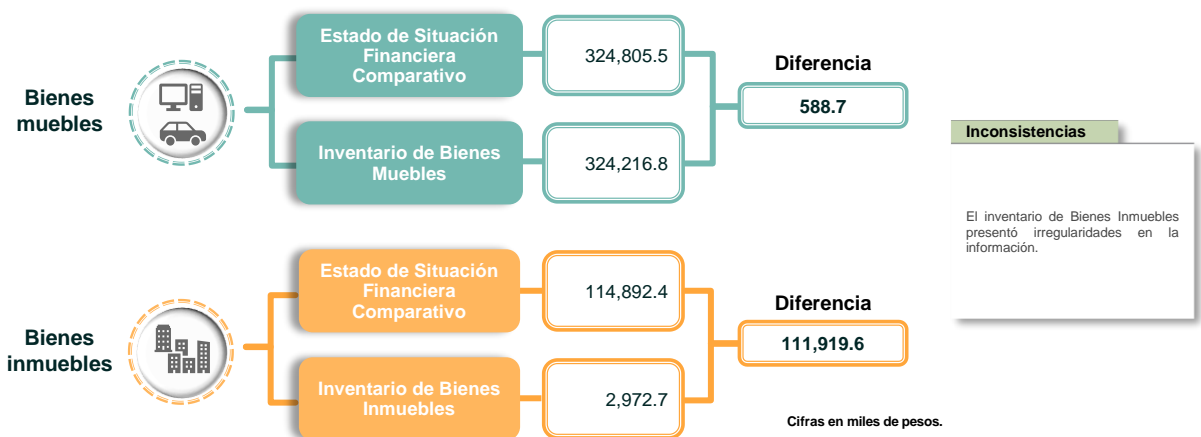 Bienes
muebles
Estado de Situación
Financiera
Comparativo
324,805.5
Inventario de Bienes
Muebles
324,216.8
Diferencia
588.7
Inconsistencias
El inventario de Bienes Inmuebles
presentó irregularidades en la
información.
Bienes
inmuebles
Estado de Situación
Financiera
Comparativo
114,892.4
Inventario de Bienes
Inmuebles
2,972.7
Diferencia
111,919.6
Cifras en miles de pesos.